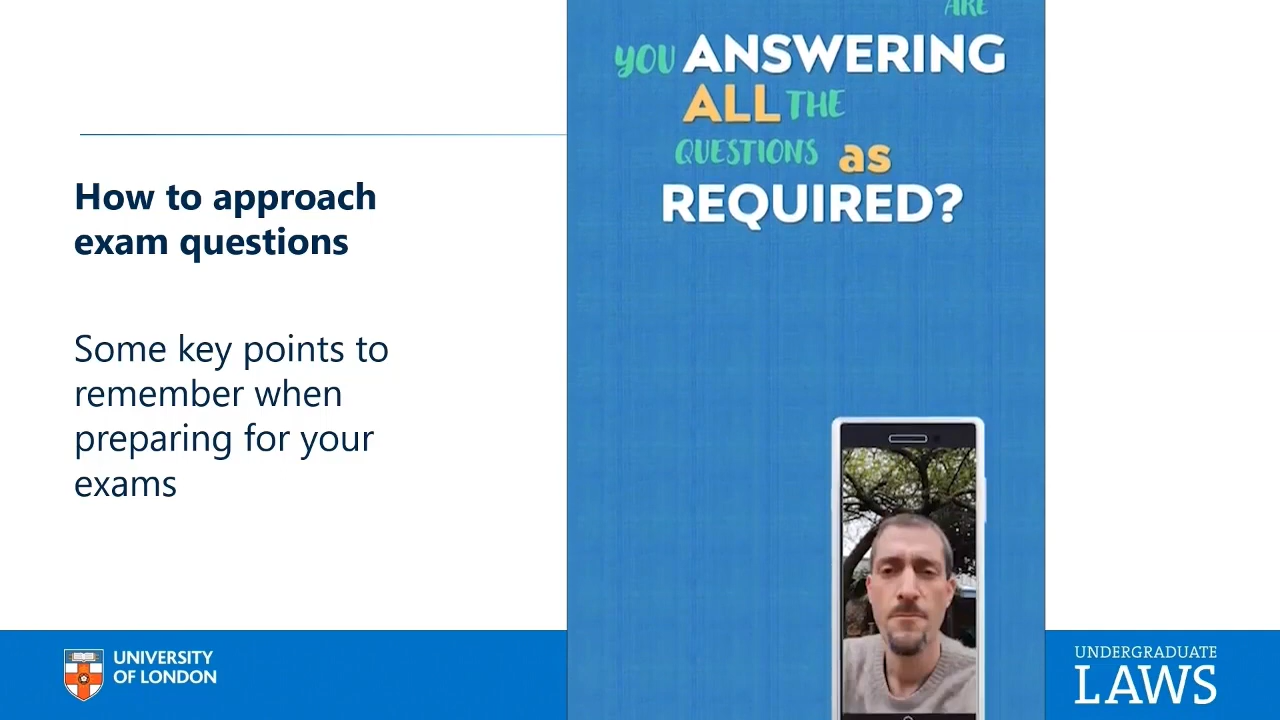 How to approach
exam questions
Some key points to
remember when
preparing for your
exams
ARE
YOU ANSWERING
ALL THE
QUESTIONS as
REQUIRED?
UNIVERSITY
OF LONDON
UNDERGRADUATE
LAWS